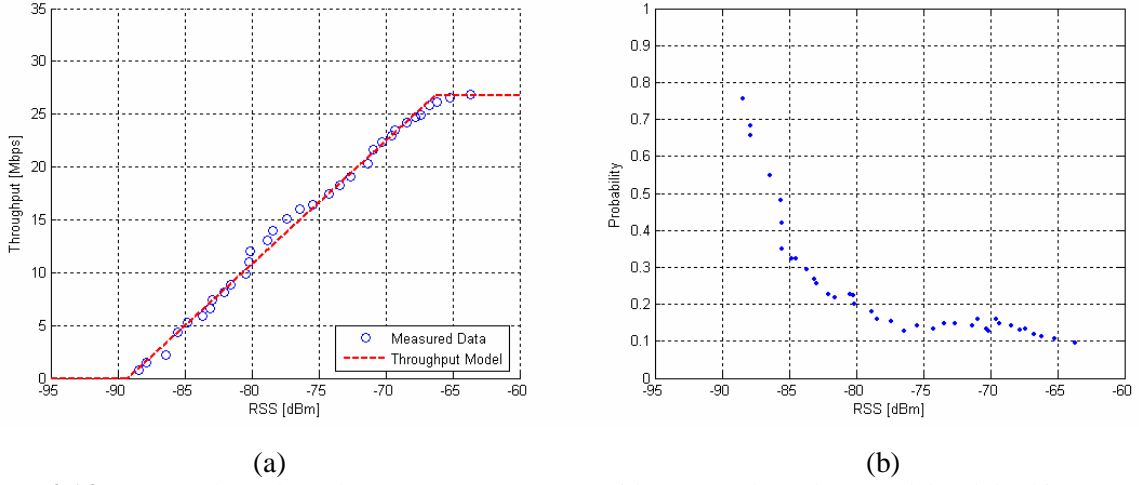 35
30
25
20
15
10
5
0
Throughput [Mbps]
-95 -90 -85 -80 -75 -70 -65 -60
RSS [dBm]
Measured Data
Throughput Model
(a)
1
0.9
0.8
0.7
0.6
0.5
0.4
0.3
0.2
0.1
0
Probability
-95 -90 -85 -80 -75 -70 -65 -60
RSS [dBm]
(b)